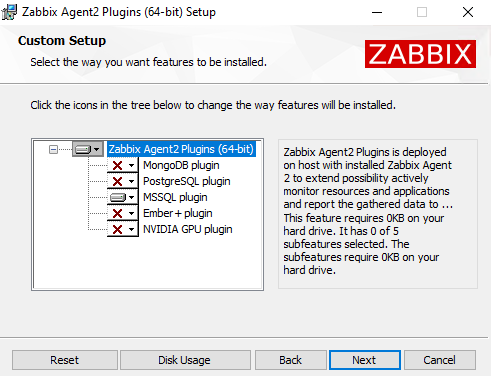 Zabbix Agent2 Plugins (64-bit) Setup
Custom Setup
Select the way you want features to be installed.
ZABBIX
Click the icons in the tree below to change the way features will be installed.
Zabbix Agent2 Plugins (64-bit)
MongoDB plugin
PostgreSQL plugin
MSSQL plugin
Ember+ plugin
NVIDIA GPU plugin
Zabbix Agent2 Plugins is deployed
on host with installed Zabbix Agent
2 to extend possibility actively
monitor resources and applications
and report the gathered data to ...
This feature requires 0KB on your
hard drive. It has 0 of 5
subfeatures selected. The
subfeatures require 0KB on your
hard drive.
Reset
Disk Usage
Back
Next
Cancel